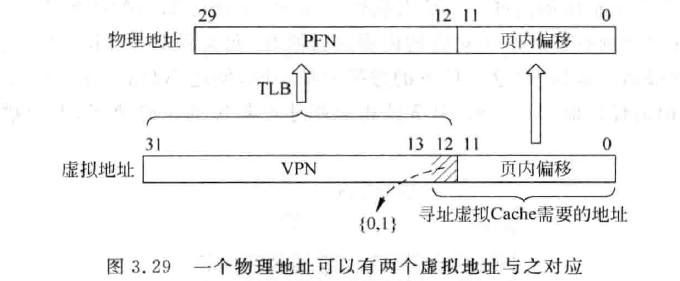 29 12 11 0
物理地址 PFN 页内偏移
TLB
31 13 12 11 0
虚拟地址 VPN 页内偏移
{0,1}
寻址虚拟Cache需要的地址
图 3.29 一个物理地址可以有两个虚拟地址与之对应